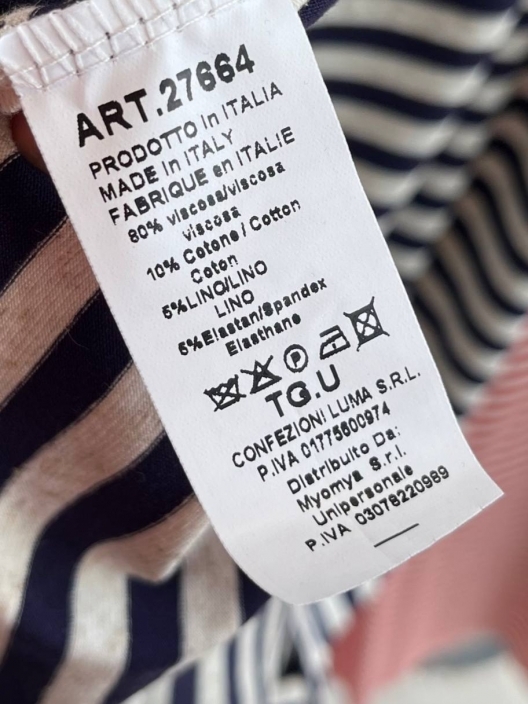 ART.27664
PRODOTTO in ITALIA
MADE in ITALY
FABRIQUE en ITALIE
80% viscosa/viscosa
viscosa
10% Cotone/Cotton
Coton
5%LINO/LINO
LINO
5%Elastan/Spandex
Elasthane
P
TG.U
CONFEZIONI LUMA S.R.L.
P.IVA 01775600974
Distribuito Da:
Myomya S.r.l.
Unipersonale
P.IVA 03078220989